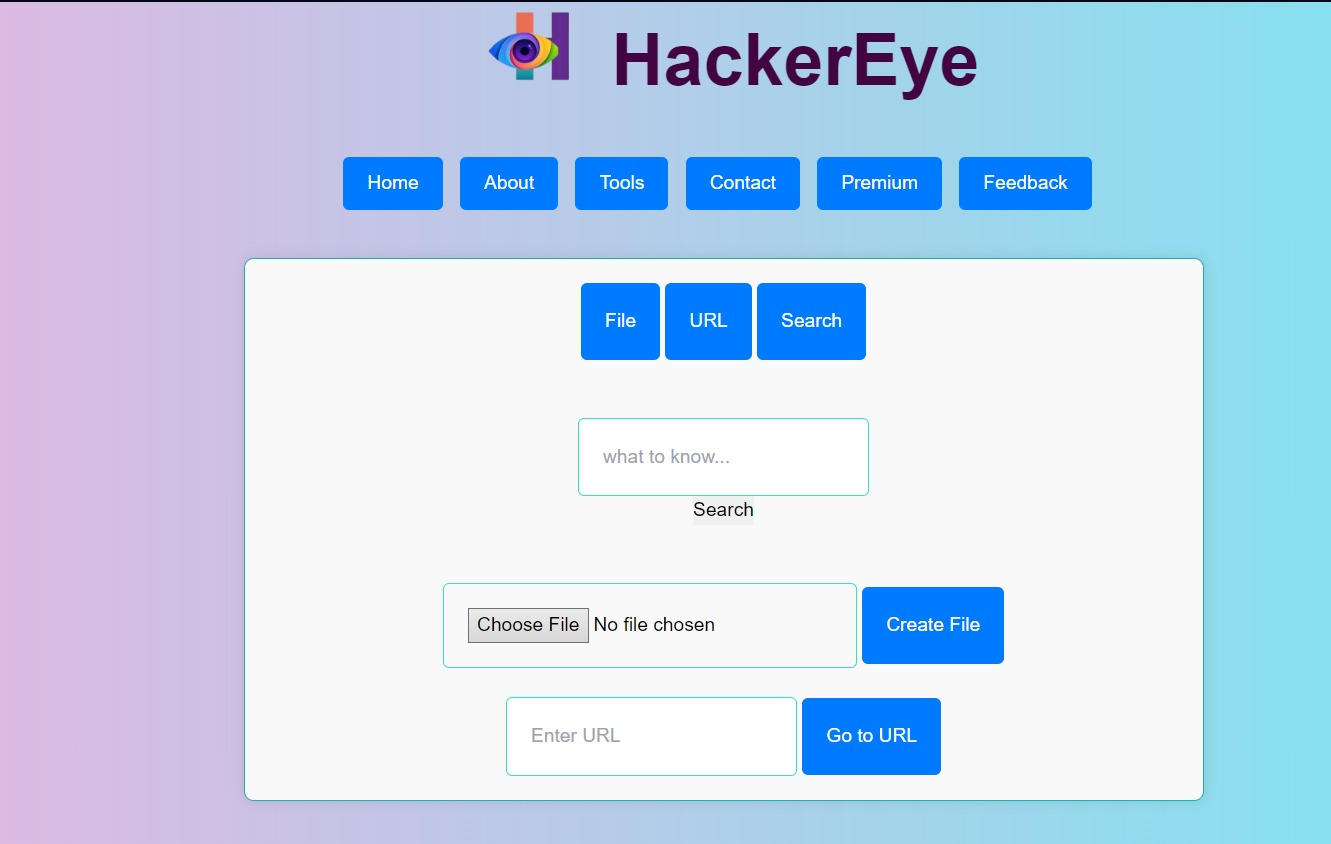 HackerEye
Home About Tools Contact Premium Feedback
File URL Search
what to know...
Search
Choose File No file chosen Create File
Enter URL Go to URL